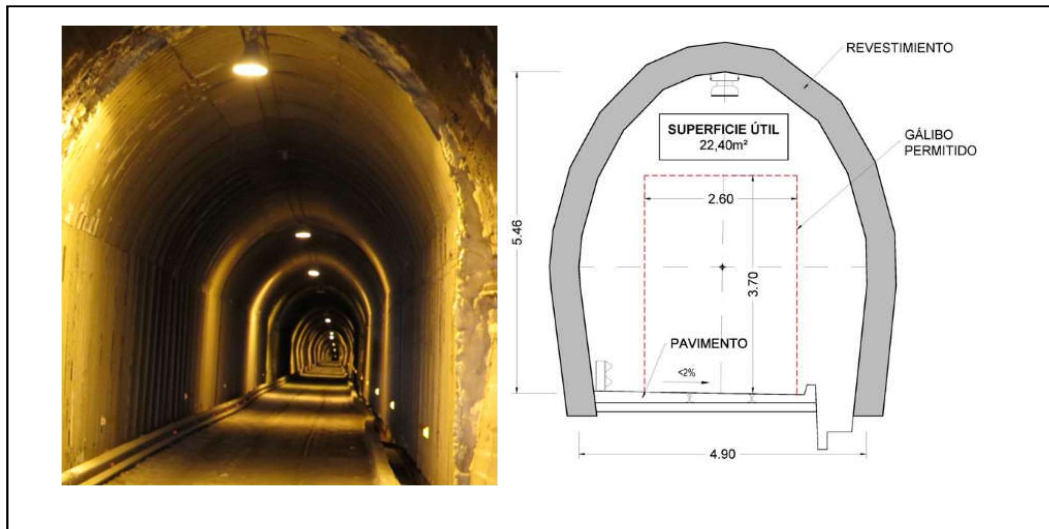 REVESTIMIENTO
SUPERFICIE ÚTIL
22,40m²
GÁLIBO
PERMITIDO
2.60
5.46
3.70
PAVIMENTO
<2%
4.90